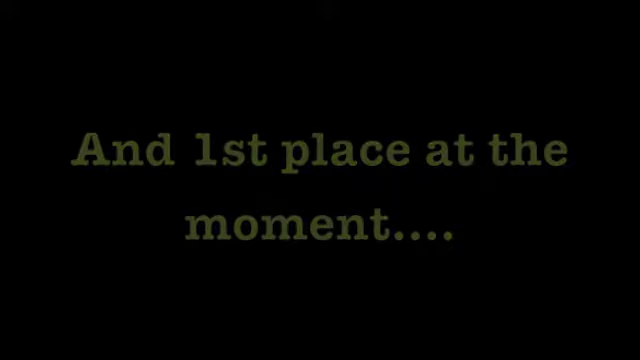 And 1st place at the
moment....